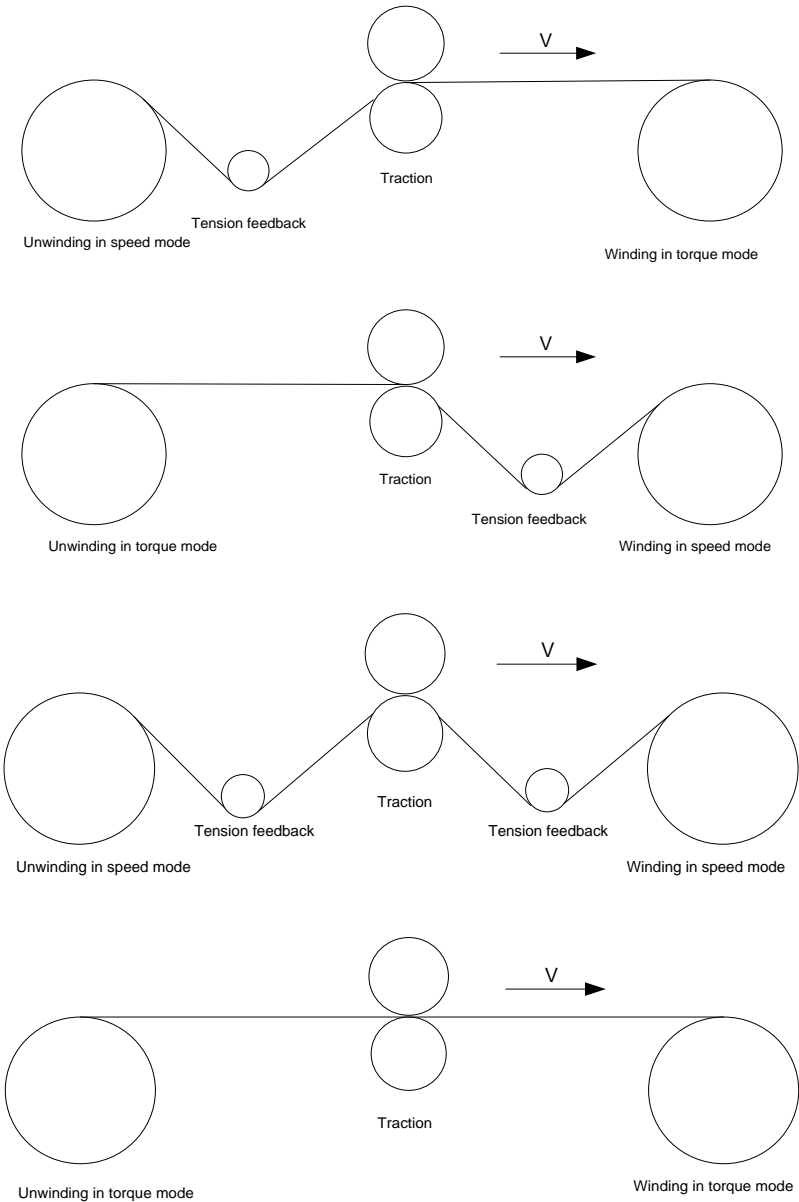 V
Traction
Tension feedback
Unwinding in speed mode
Winding in torque mode
V
Traction
Tension feedback
Unwinding in torque mode
Winding in speed mode
V
Traction
Tension feedback
Tension feedback
Unwinding in speed mode
Winding in speed mode
V
Traction
Unwinding in torque mode
Winding in torque mode